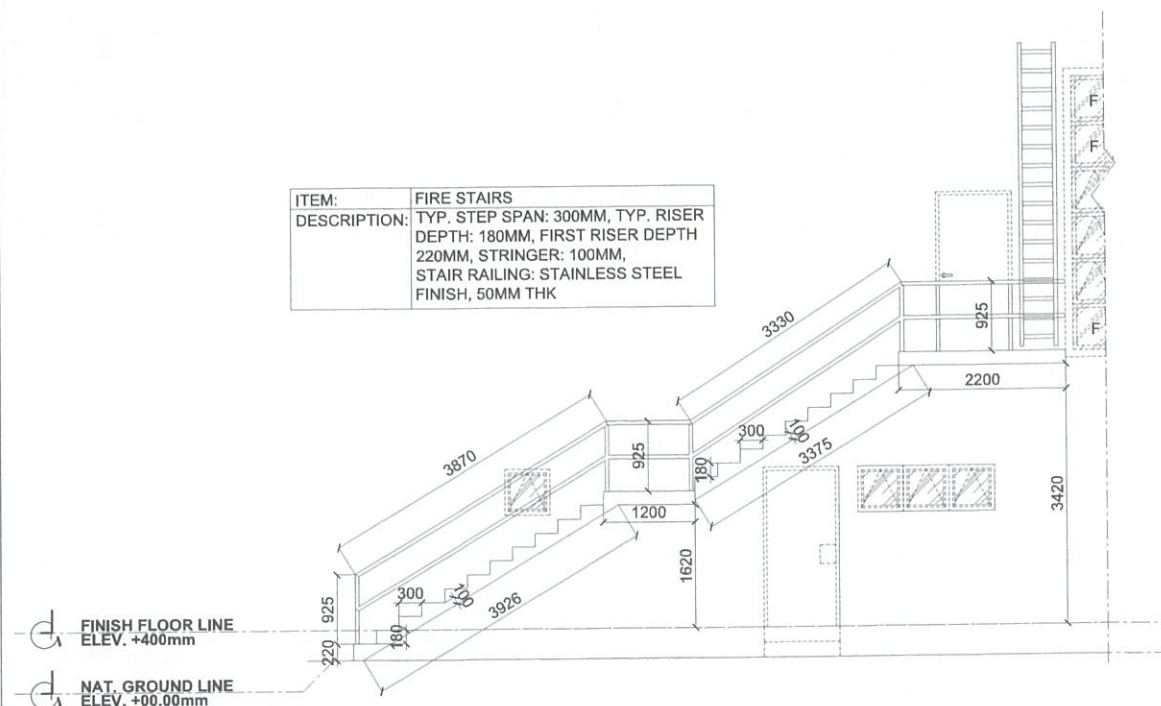 F
F
ITEM: FIRE STAIRS
DESCRIPTION: TYP. STEP SPAN: 300MM, TYP. RISER
DEPTH: 180MM, FIRST RISER DEPTH
220MM, STRINGER: 100MM,
STAIR RAILING: STAINLESS STEEL
FINISH, 50MM THK
3330
925
F
2200
3870
925
300
100
3375
180
1200
3420
1620
300
100
3926
925
180
FINISH FLOOR LINE
ELEV. +400mm
220
NAT. GROUND LINE
ELEV. +00.00mm